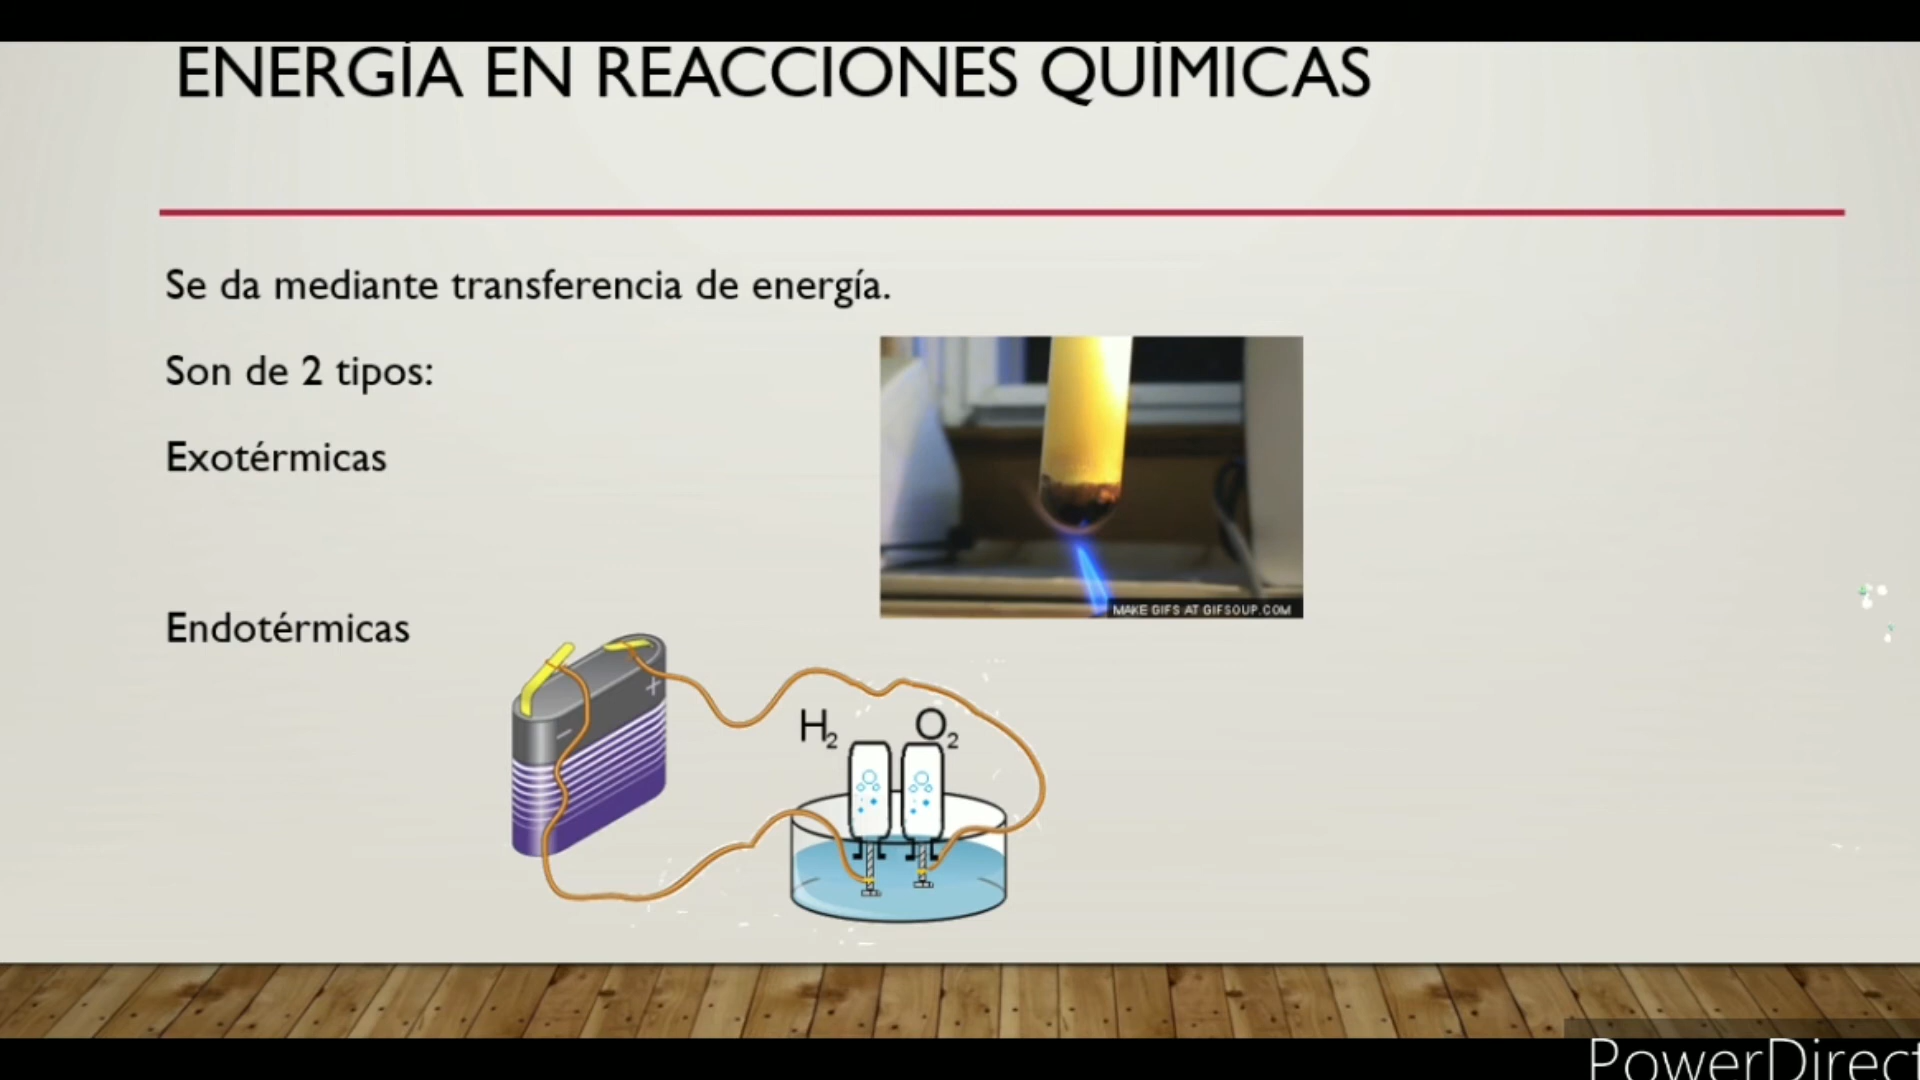 ENERGÍA EN REACCIONES QUÍMICAS
Se da mediante transferencia de energía.
Son de 2 tipos:
Exotérmicas
MAKE GIFS AT GIFSOUP.COM
Endotérmicas
+
−
H₂ O₂
PowerDirect